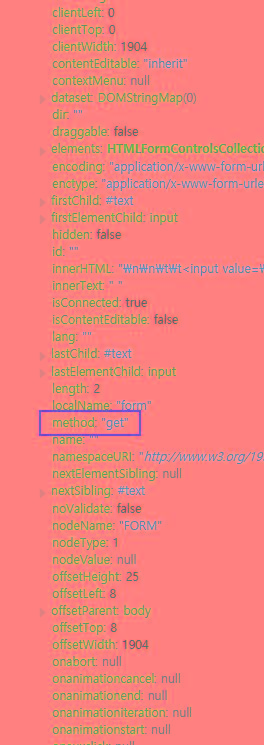 clientLeft: 0
clientTop: 0
clientWidth: 1904
contentEditable: "inherit"
contextMenu: null
dataset: DOMStringMap(0)
dir: ""
draggable: false
elements: HTMLFormControlsCollectio
encoding: "application/x-www-form-url
enctype: "application/x-www-form-urle
firstChild: #text
firstElementChild: input
hidden: false
id: ""
innerHTML: "₩n₩n₩t₩t<input value=₩
innerText: " "
isConnected: true
isContentEditable: false
lang: ""
lastChild: #text
lastElementChild: input
length: 2
localName: "form"
method: "get"
name: ""
namespaceURI: "http://www.w3.org/19
nextElementSibling: null
nextSibling: #text
noValidate: false
nodeName: "FORM"
nodeType: 1
nodeValue: null
offsetHeight: 25
offsetLeft: 8
offsetParent: body
offsetTop: 8
offsetWidth: 1904
onabort: null
onanimationcancel: null
onanimationend: null
onanimationiteration: null
onanimationstart: null